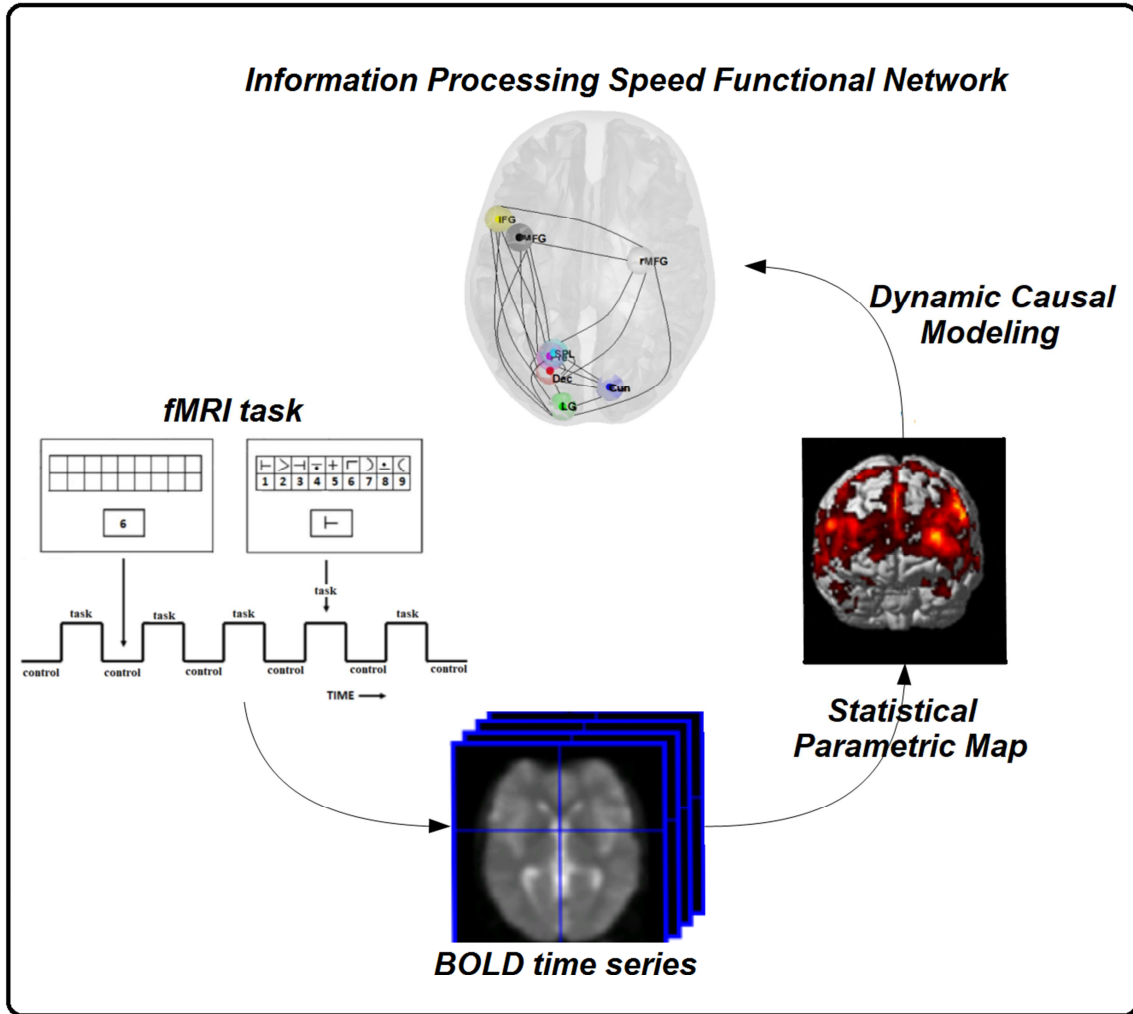 Information Processing Speed Functional Network
IFG
MFG
rMFG
SPL
Dec
Cun
LG
Dynamic Causal
Modeling
fMRI task
1 2 3 4 5 6 7 8 9
6
task
task task task task
control control control control control control
TIME
Statistical
Parametric Map
BOLD time series